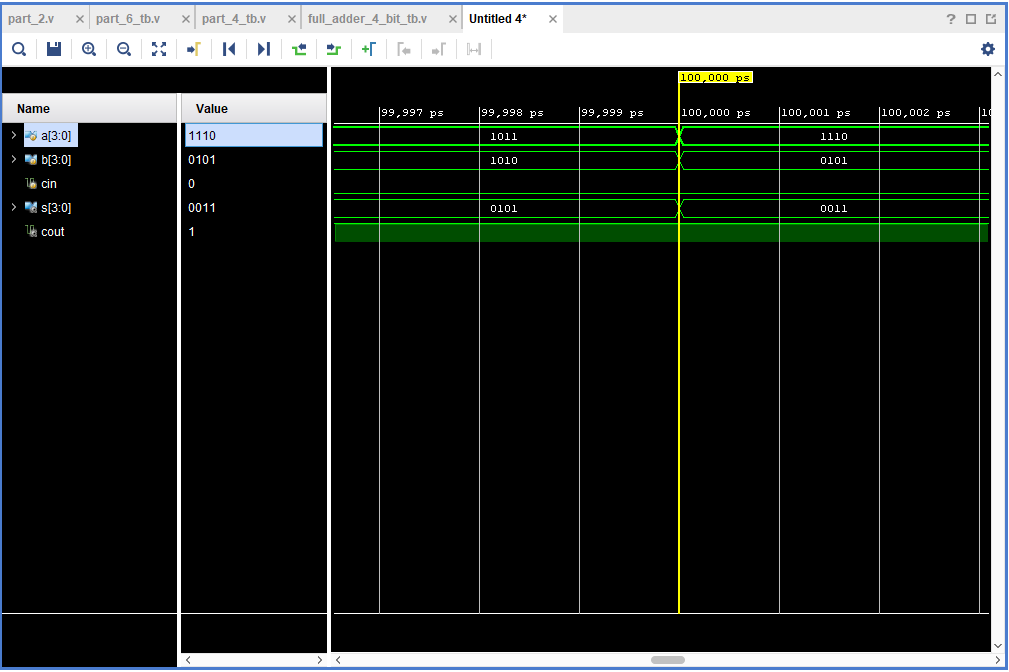 part_2.v × part_6_tb.v × part_4_tb.v × full_adder_4_bit_tb.v × Untitled 4* × ?
100,000 ps
Name Value 99,997 ps 99,998 ps 99,999 ps 100,000 ps 100,001 ps 100,002 ps
a[3:0] 1110 1011 1110
b[3:0] 0101 1010 0101
cin 0
s[3:0] 0011 0101 0011
cout 1